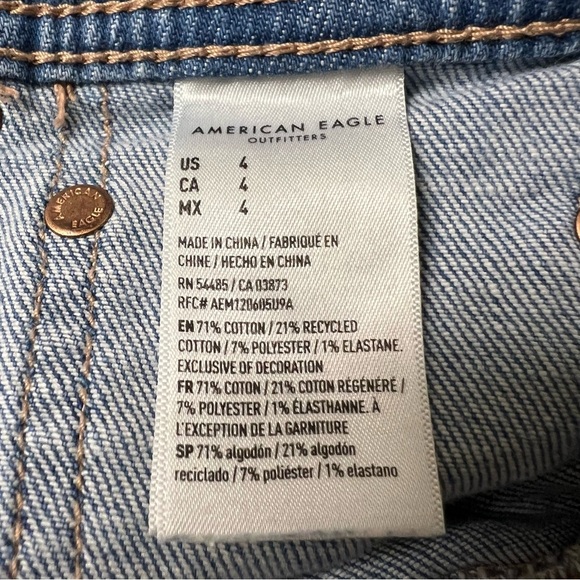 AMERICAN EAGLE
OUTFITTERS
US 4
CA 4
MX 4
MADE IN CHINA / FABRIQUÉ EN
CHINE / HECHO EN CHINA
RN 54485 / CA 03873
RFC# AEM120605U9A
EN 71% COTTON / 21% RECYCLED
COTTON / 7% POLYESTER / 1% ELASTANE.
EXCLUSIVE OF DECORATION
FR 71% COTON / 21% COTON RÉGÉNÉRÉ /
7% POLYESTER / 1% ÉLASTHANNE. À
L'EXCEPTION DE LA GARNITURE
SP 71% algodón / 21% algodón
reciclado / 7% poliéster / 1% elastano
AMERICAN
EAGLE